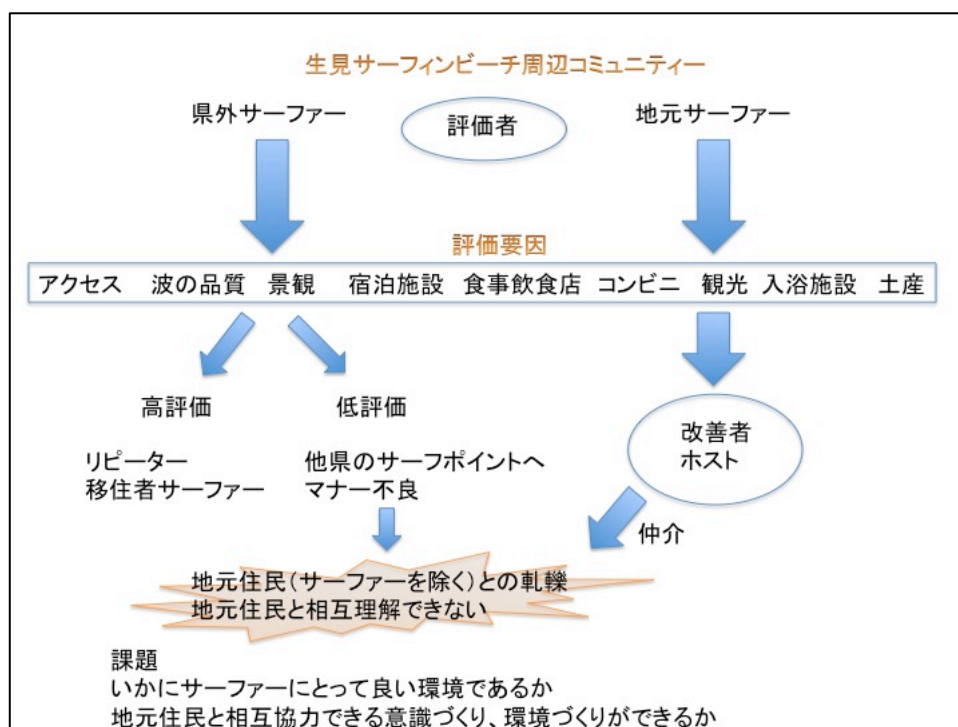 生見サーフィンビーチ周辺コミュニティー
県外サーファー
評価者
地元サーファー
評価要因
アクセス 波の品質 景観 宿泊施設 食事飲食店 コンビニ 観光 入浴施設 土産
高評価
低評価
改善者
ホスト
リピーター
移住者サーファー
他県のサーフポイントへ
マナー不良
仲介
地元住民(サーファーを除く)との軋轢
地元住民と相互理解できない
課題
いかにサーファーにとって良い環境であるか
地元住民と相互協力できる意識づくり、環境づくりができるか